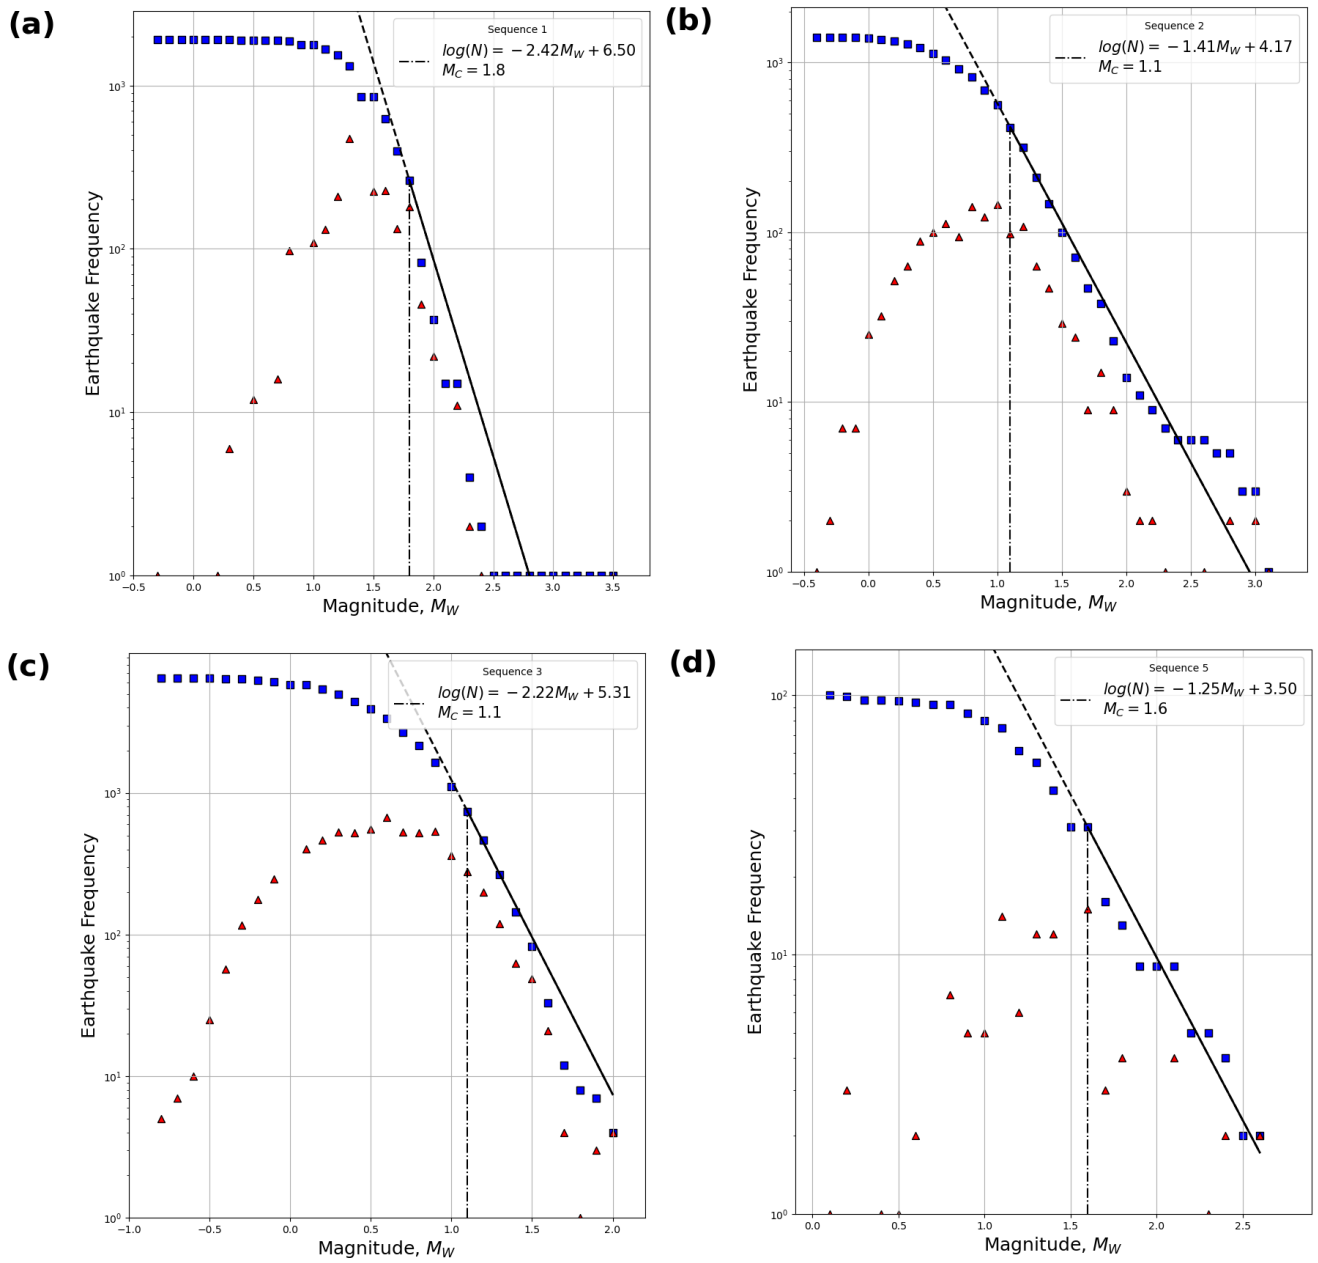 (a)
Sequence 1
log(N) = −2.42M_W + 6.50
M_C = 1.8
10³
10²
10¹
10⁰
Earthquake Frequency
−0.5 0.0 0.5 1.0 1.5 2.0 2.5 3.0 3.5
Magnitude, M_W
(b)
Sequence 2
log(N) = −1.41M_W + 4.17
M_C = 1.1
10³
10²
10¹
10⁰
Earthquake Frequency
−0.5 0.0 0.5 1.0 1.5 2.0 2.5 3.0
Magnitude, M_W
(c)
Sequence 3
log(N) = −2.22M_W + 5.31
M_C = 1.1
10³
10²
10¹
10⁰
Earthquake Frequency
−1.0 −0.5 0.0 0.5 1.0 1.5 2.0
Magnitude, M_W
(d)
Sequence 5
log(N) = −1.25M_W + 3.50
M_C = 1.6
10²
10¹
10⁰
Earthquake Frequency
0.0 0.5 1.0 1.5 2.0 2.5
Magnitude, M_W